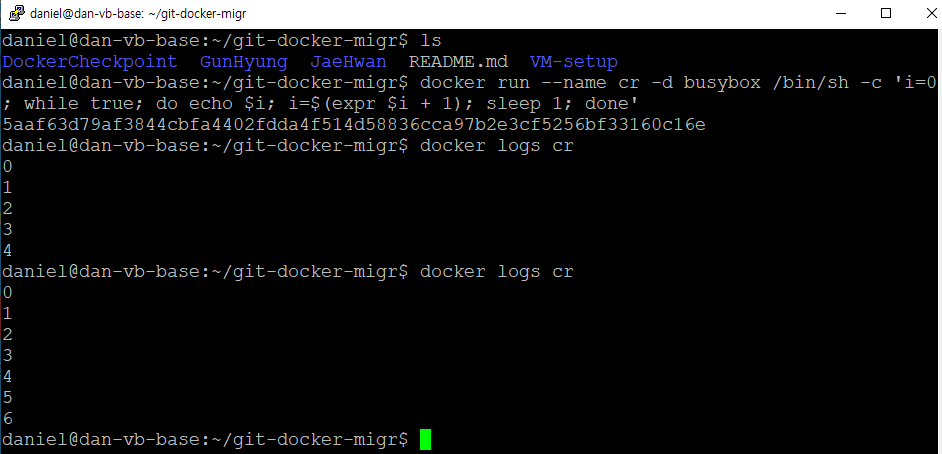 daniel@dan-vb-base: ~/git-docker-migr
daniel@dan-vb-base:~/git-docker-migr$ ls
DockerCheckpoint  GunHyung  JaeHwan  README.md  VM-setup
daniel@dan-vb-base:~/git-docker-migr$ docker run --name cr -d busybox /bin/sh -c 'i=0
; while true; do echo $i; i=$(expr $i + 1); sleep 1; done'
5aaf63d79af3844cbfa4402fdda4f514d58836cca97b2e3cf5256bf33160c16e
daniel@dan-vb-base:~/git-docker-migr$ docker logs cr
0
1
2
3
4
daniel@dan-vb-base:~/git-docker-migr$ docker logs cr
0
1
2
3
4
5
6
daniel@dan-vb-base:~/git-docker-migr$